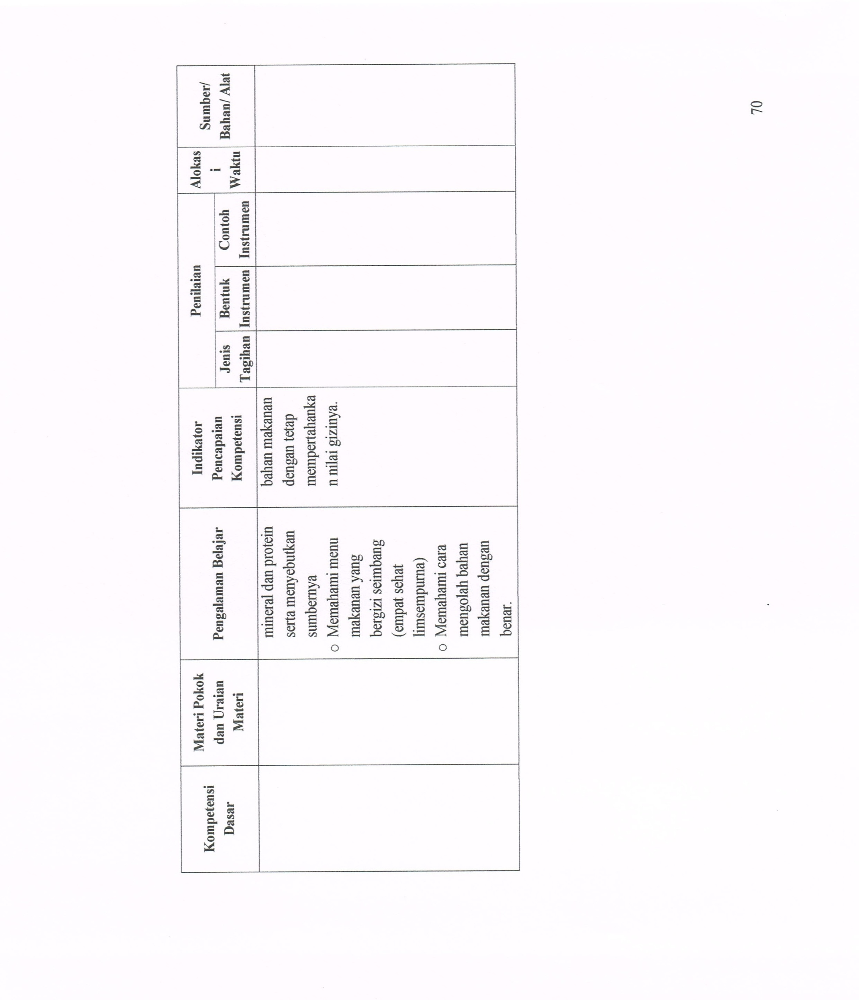 Kompetensi
Dasar
Materi Pokok
dan Uraian
Materi
Pengalaman Belajar
Indikator
Pencapaian
Kompetensi
Penilaian
Jenis
Tagihan
Bentuk
Instrumen
Contoh
Instrumen
Alokas
i
Waktu
Sumber/
Bahan/ Alat
mineral dan protein
serta menyebutkan
sumbernya
o Memahami menu
makanan yang
bergizi seimbang
(empat sehat
limsempurna)
o Memahami cara
mengolah bahan
makanan dengan
benar.
bahan makanan
dengan tetap
mempertahanka
n nilai gizinya.
70